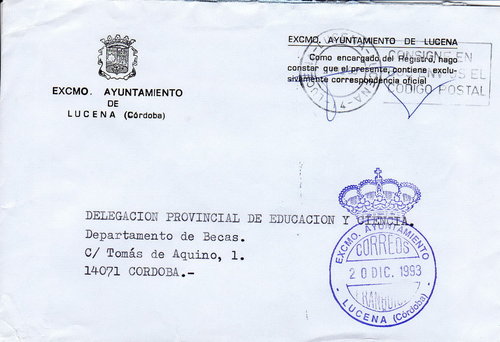 EXCMO. AYUNTAMIENTO
DE
LUCENA (Córdoba)
EXCMO. AYUNTAMIENTO DE LUCENA
Como encargado del Registro, hago
constar que el presente, contiene exclu-
sivamente correspondencia oficial
LUCENA
CONSIGNE EN
EL
CODIGO POSTAL
DELEGACION PROVINCIAL DE EDUCACION Y CIENCIA.
Departamento de Becas.
C/ Tomás de Aquino, 1.
14071 CORDOBA.-
EXCMO. AYUNTAMIENTO
CORREOS
20 DIC. 1993
LUCENA (Córdoba)